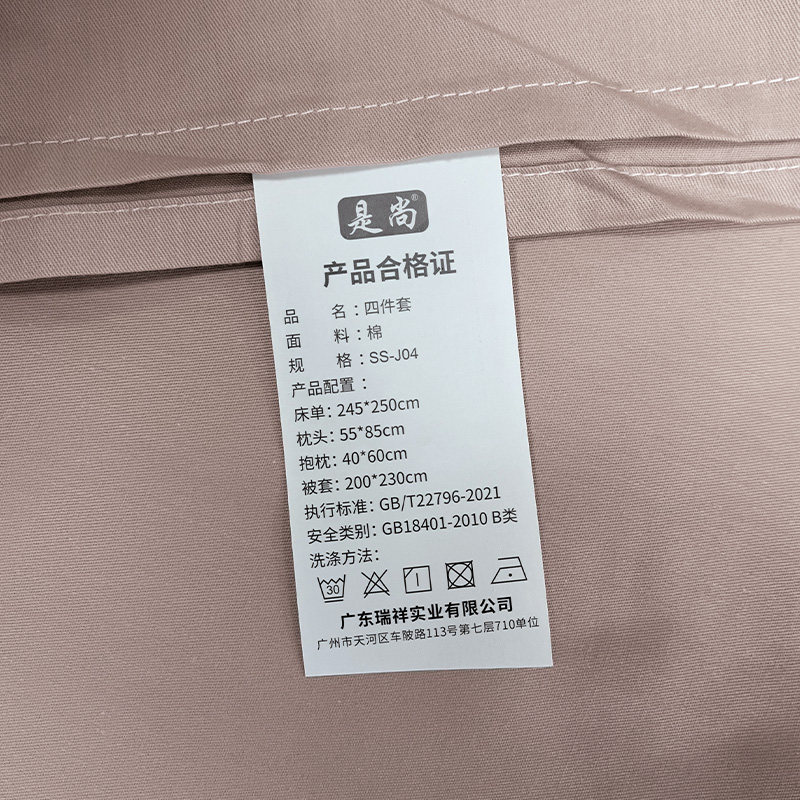 是尚®
产品合格证
品 名：四件套
面 料：棉
规 格：SS-J04
产品配置：
床单：245*250cm
枕头：55*85cm
抱枕：40*60cm
被套：200*230cm
执行标准：GB/T22796-2021
安全类别：GB18401-2010 B类
洗涤方法：
30
广东瑞祥实业有限公司
广州市天河区车陂路113号第七层710单位